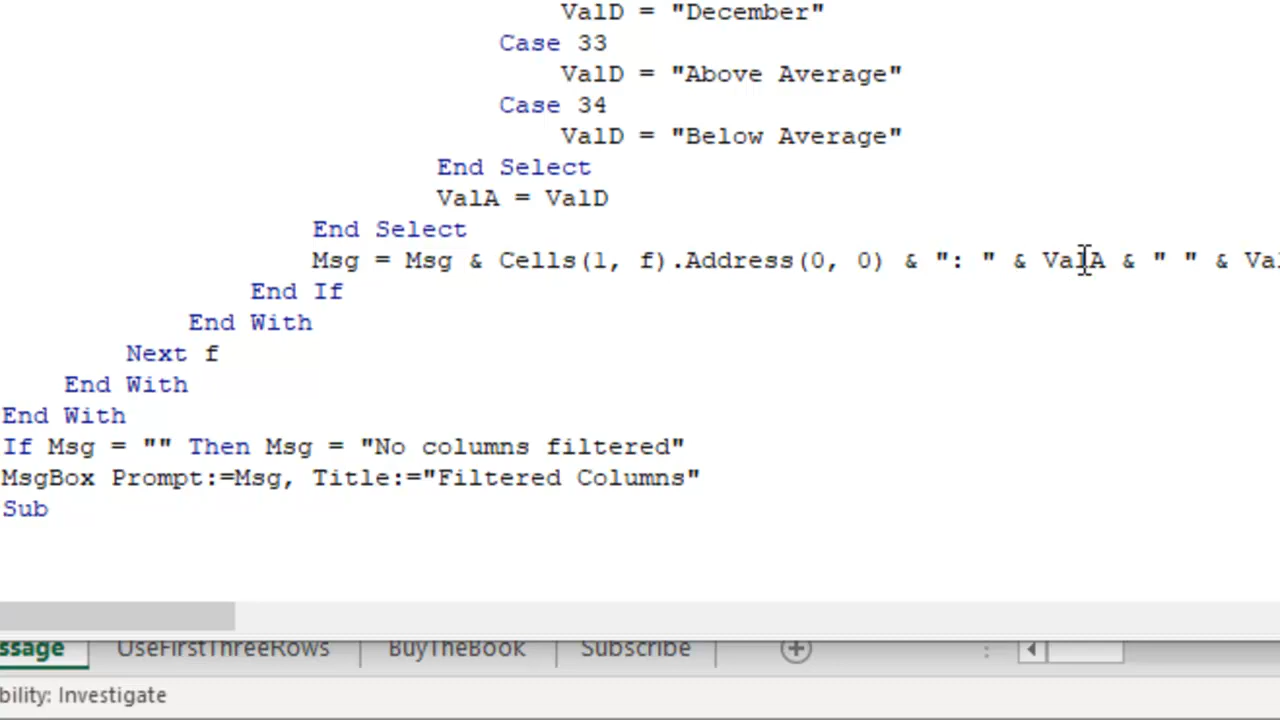 ValD = "December"
Case 33
ValD = "Above Average"
Case 34
ValD = "Below Average"
End Select
ValA = ValD
End Select
Msg = Msg & Cells(1, f).Address(0, 0) & ": " & ValA & " " & Val
End If
End With
Next f
End With
End With
If Msg = "" Then Msg = "No columns filtered"
MsgBox Prompt:=Msg, Title:="Filtered Columns"
Sub
ssage UseFirstThreeRows BuyTheBook Subscribe
bility: Investigate